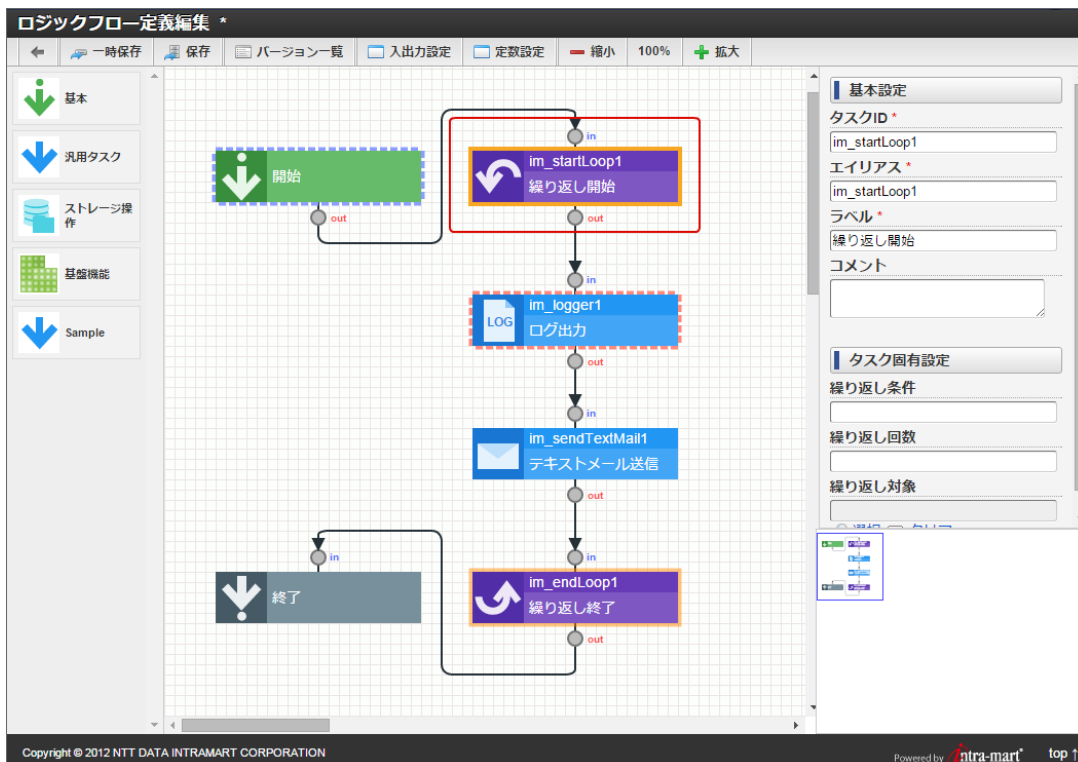 ロジックフロー定義編集 *
一時保存 保存 バージョン一覧 入出力設定 定数設定 縮小 100% 拡大
基本
汎用タスク
ストレージ操
作
基盤機能
Sample
開始
out
in
im_startLoop1
繰り返し開始
out
in
im_logger1
LOG
ログ出力
out
in
im_sendTextMail1
テキストメール送信
out
in
im_endLoop1
繰り返し終了
out
in
終了
基本設定
タスクID *
im_startLoop1
エイリアス *
im_startLoop1
ラベル *
繰り返し開始
コメント
タスク固有設定
繰り返し条件
繰り返し回数
繰り返し対象
選択 クリア
Copyright © 2012 NTT DATA INTRAMART CORPORATION
Powered by intra-mart
top ↑